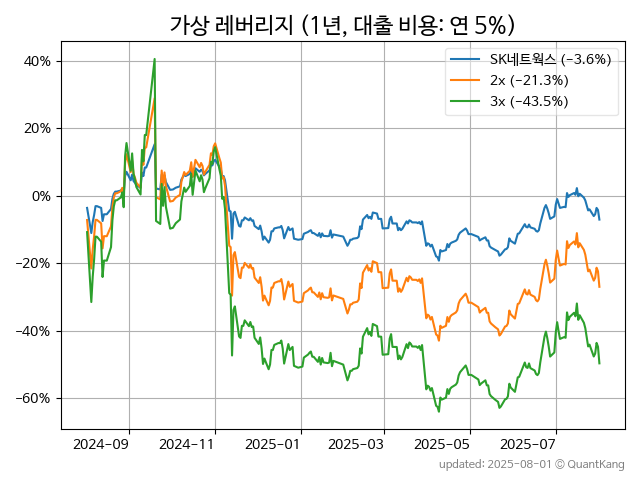 가상 레버리지 (1년, 대출 비용: 연 5%)
SK네트웍스 (−3.6%)
2x (−21.3%)
3x (−43.5%)
40%
20%
0%
−20%
−40%
−60%
2024-09
2024-11
2025-01
2025-03
2025-05
2025-07
updated: 2025-08-01 © QuantKang